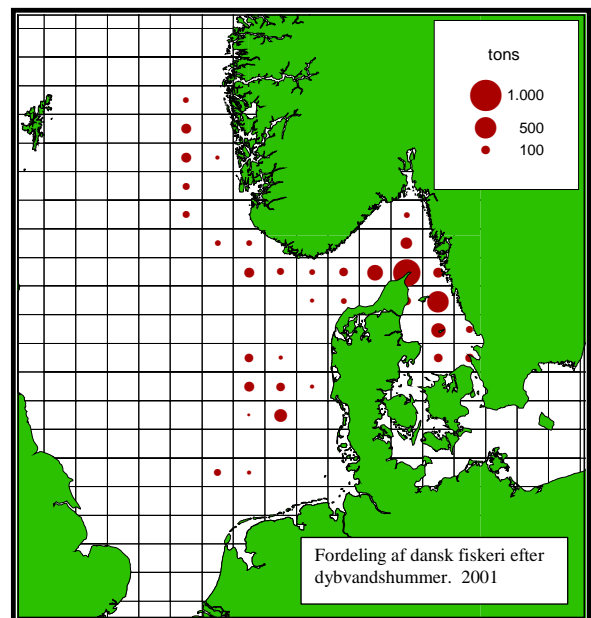 tons
1.000
500
100
Fordeling af dansk fiskeri efter
dybvandshummer. 2001